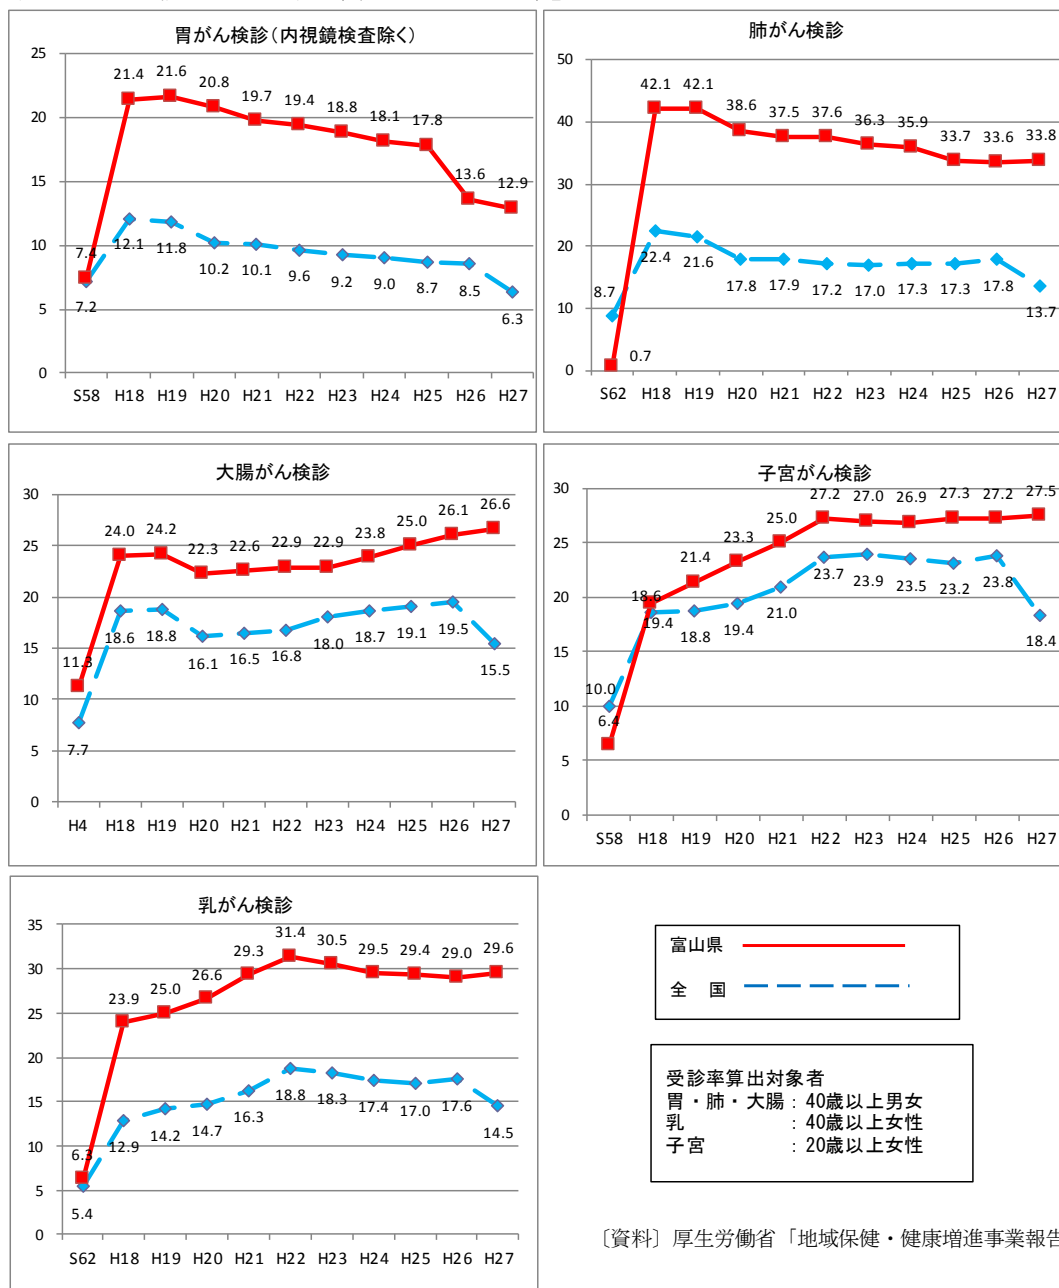 胃がん検診(内視鏡検査除く)
25
20
15
10
5
0
21.4 21.6 20.8 19.7 19.4 18.8 18.1 17.8 13.6 12.9
7.4
12.1 11.8 10.2 10.1 9.6 9.2 9.0 8.7 8.5 6.3
7.2
S58 H18 H19 H20 H21 H22 H23 H24 H25 H26 H27
肺がん検診
50
40
30
20
10
0
42.1 42.1 38.6 37.5 37.6 36.3 35.9 33.7 33.6 33.8
8.7
22.4 21.6 17.8 17.9 17.2 17.0 17.3 17.3 17.8 13.7
0.7
S62 H18 H19 H20 H21 H22 H23 H24 H25 H26 H27
大腸がん検診
30
25
20
15
10
5
0
24.0 24.2 22.3 22.6 22.9 22.9 23.8 25.0 26.1 26.6
11.3
18.6 18.8 16.1 16.5 16.8 18.0 18.7 19.1 19.5 15.5
7.7
H4 H18 H19 H20 H21 H22 H23 H24 H25 H26 H27
子宮がん検診
30
25
20
15
10
5
0
18.6 21.4 23.3 25.0 27.2 27.0 26.9 27.3 27.2 27.5
10.0
19.4 18.8 19.4 21.0 23.7 23.9 23.5 23.2 23.8 18.4
6.4
S58 H18 H19 H20 H21 H22 H23 H24 H25 H26 H27
乳がん検診
35
30
25
20
15
10
5
0
23.9 25.0 26.6 29.3 31.4 30.5 29.5 29.4 29.0 29.6
6.3
12.9 14.2 14.7 16.3 18.8 18.3 17.4 17.0 17.6 14.5
5.4
S62 H18 H19 H20 H21 H22 H23 H24 H25 H26 H27
富山県
全 国
受診率算出対象者
胃・肺・大腸:40歳以上男女
乳 :40歳以上女性
子宮 :20歳以上女性
〔資料〕厚生労働省「地域保健・健康増進事業報告